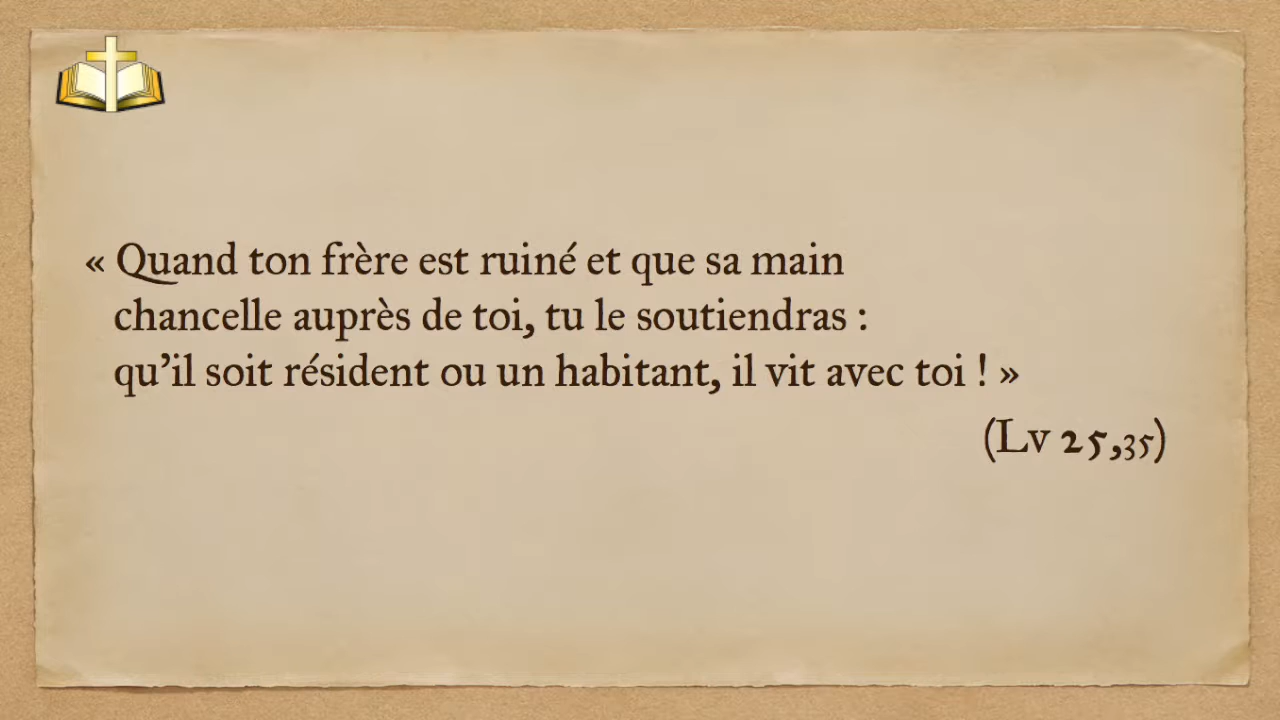 « Quand ton frère est ruiné et que sa main
chancelle auprès de toi, tu le soutiendras :
qu’il soit résident ou un habitant, il vit avec toi ! »
(Lv 25,35)